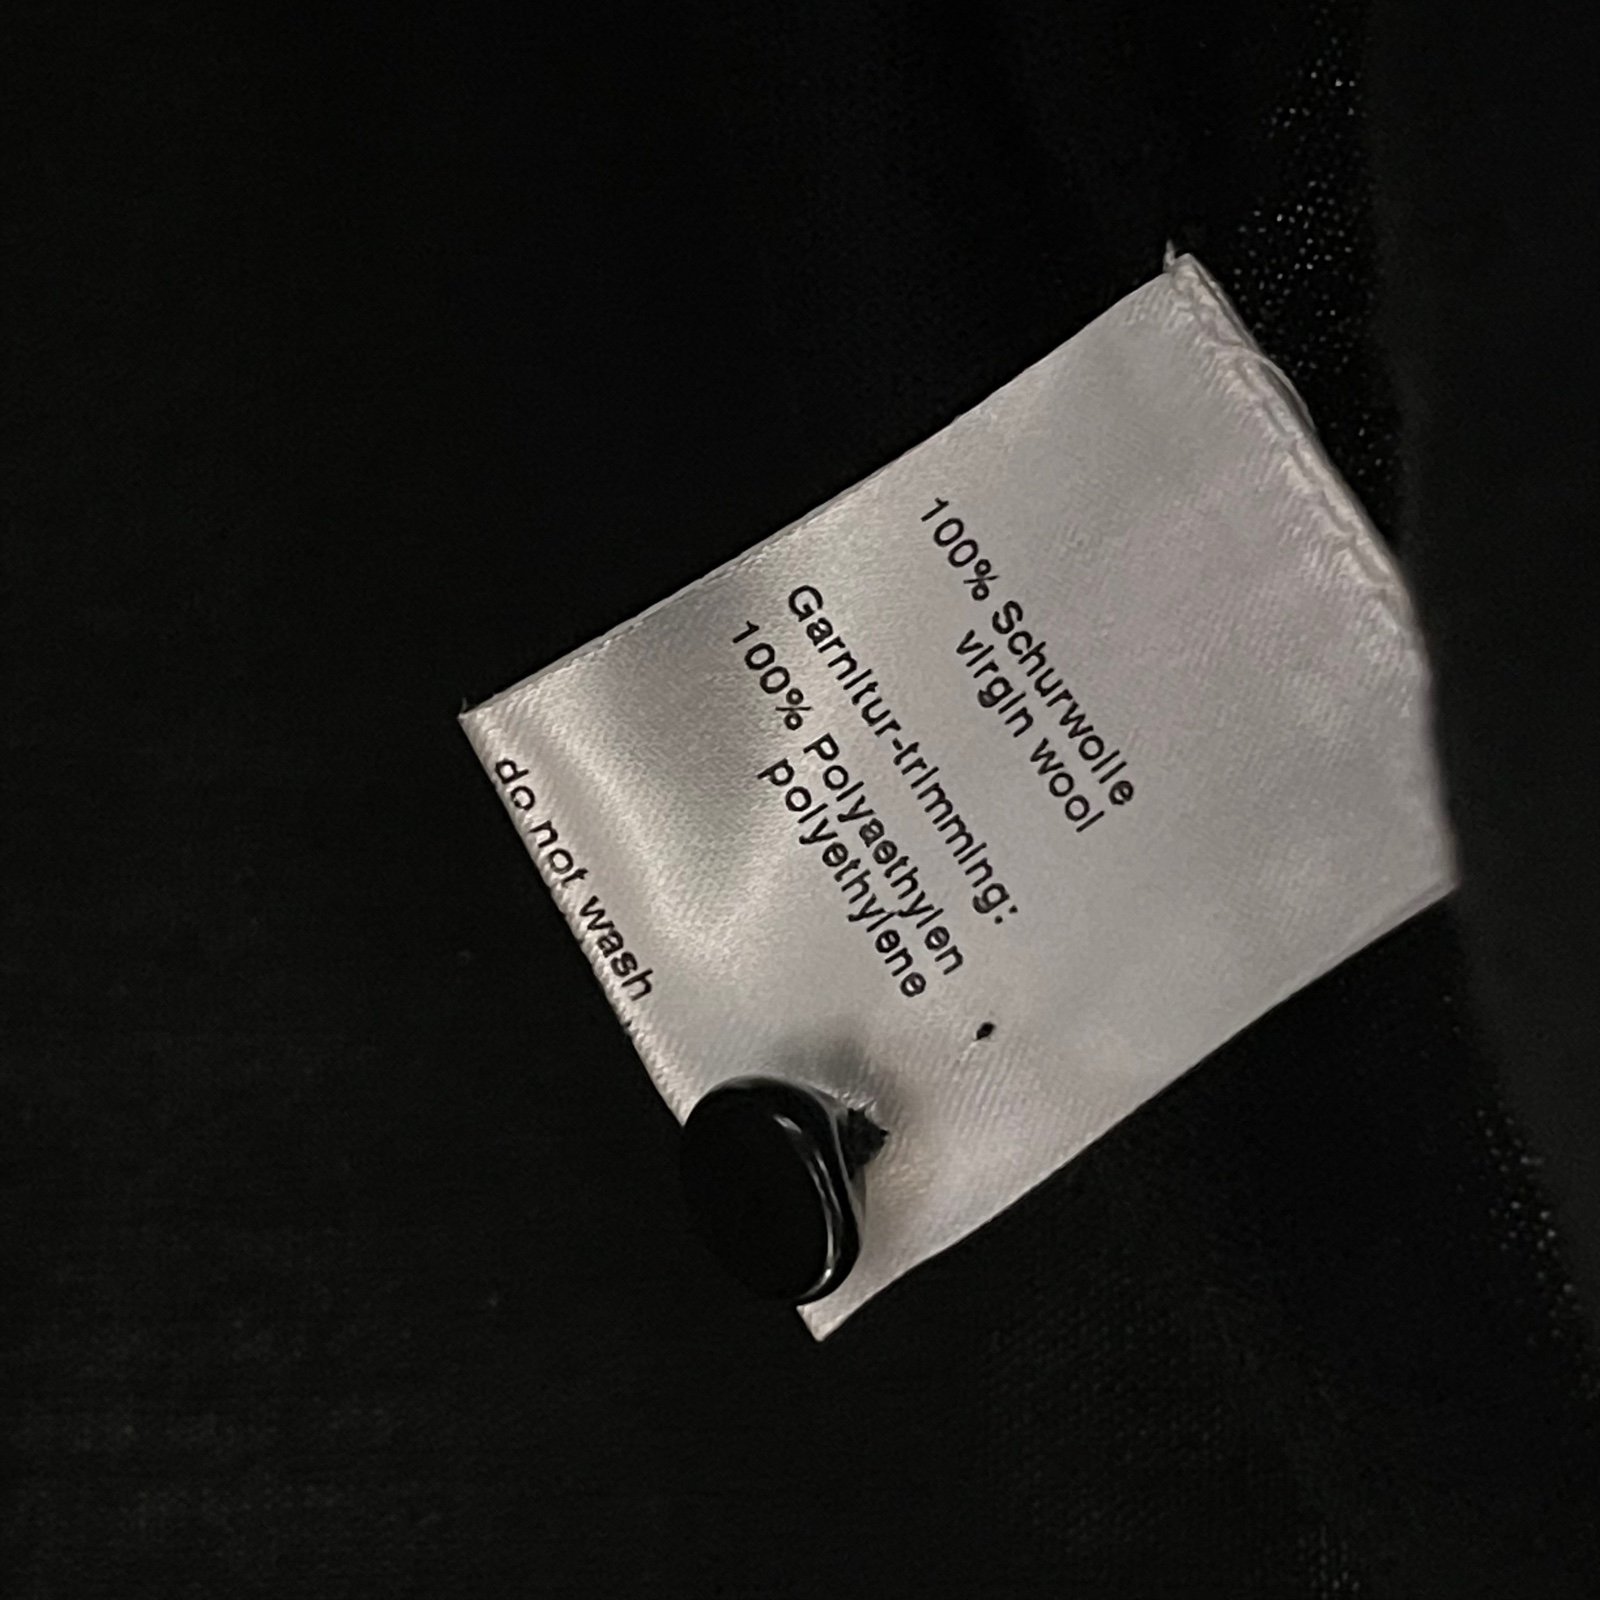 100% Schurwolle
virgin wool
Garnitur-trimming:
100% Polyaethylen
polyethylene
do not wash